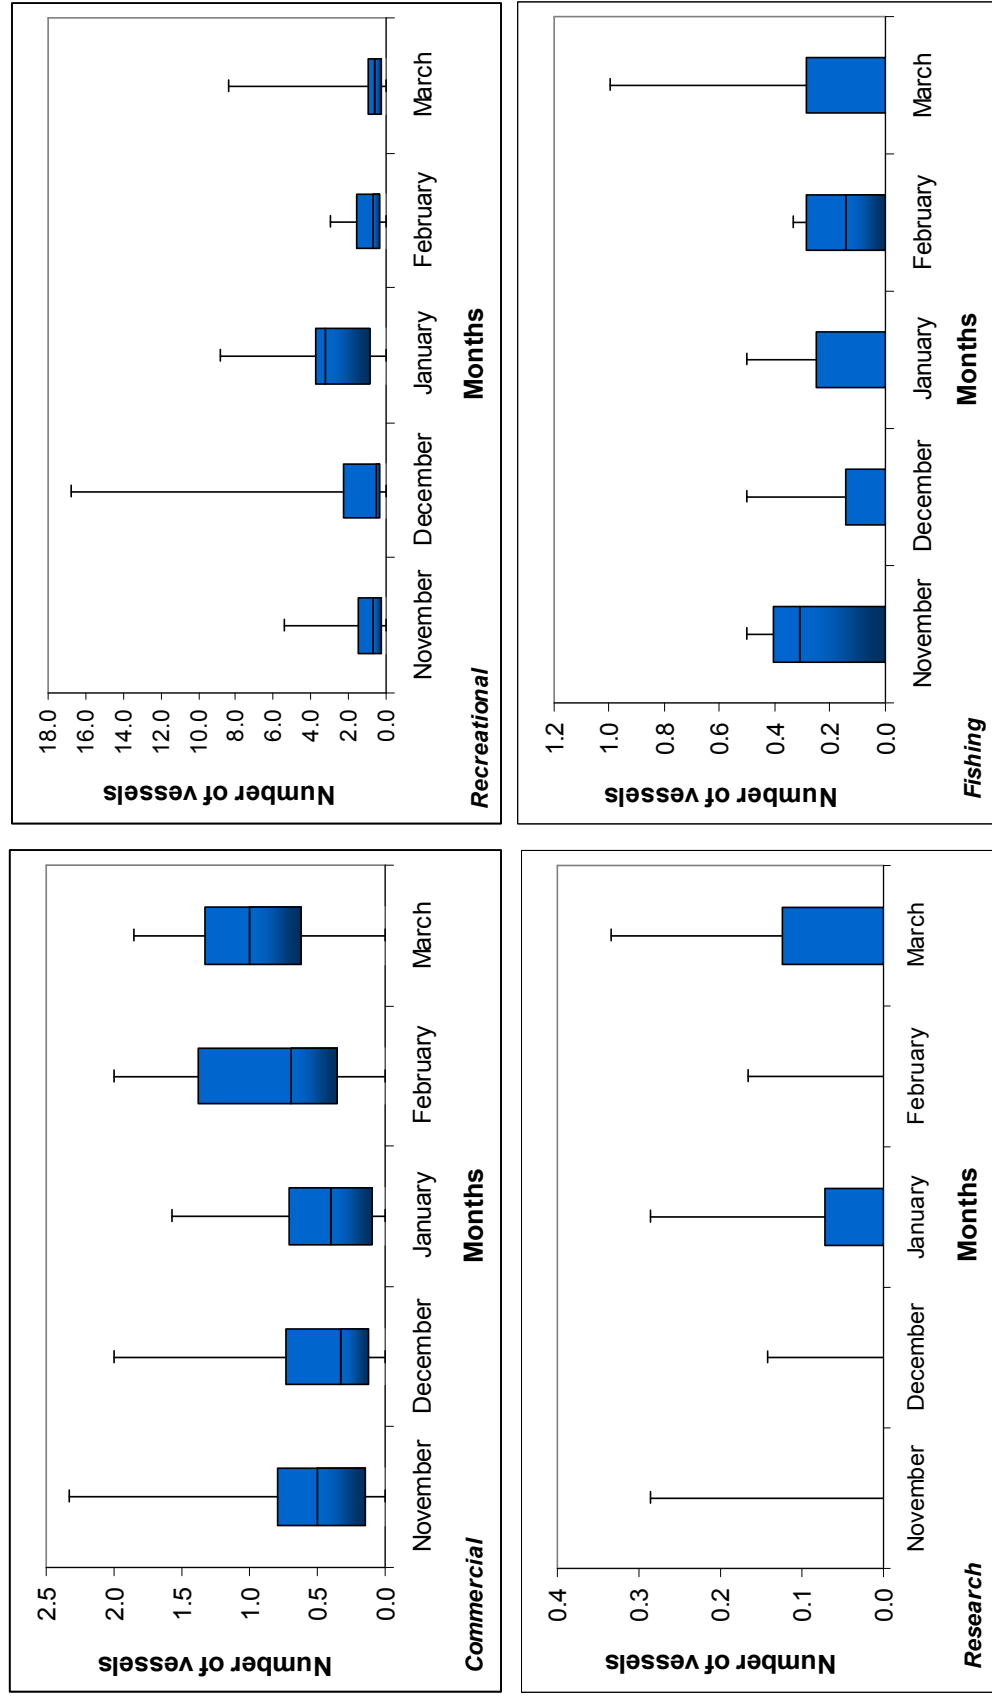 Number of vessels
2.5
2.0
1.5
1.0
0.5
0.0
November December January February March
Months
Commercial
Number of vessels
18.0
16.0
14.0
12.0
10.0
8.0
6.0
4.0
2.0
0.0
November December January February March
Months
Recreational
Number of vessels
0.4
0.3
0.2
0.1
0.0
November December January February March
Months
Research
Number of vessels
1.2
1.0
0.8
0.6
0.4
0.2
0.0
November December January February March
Months
Fishing